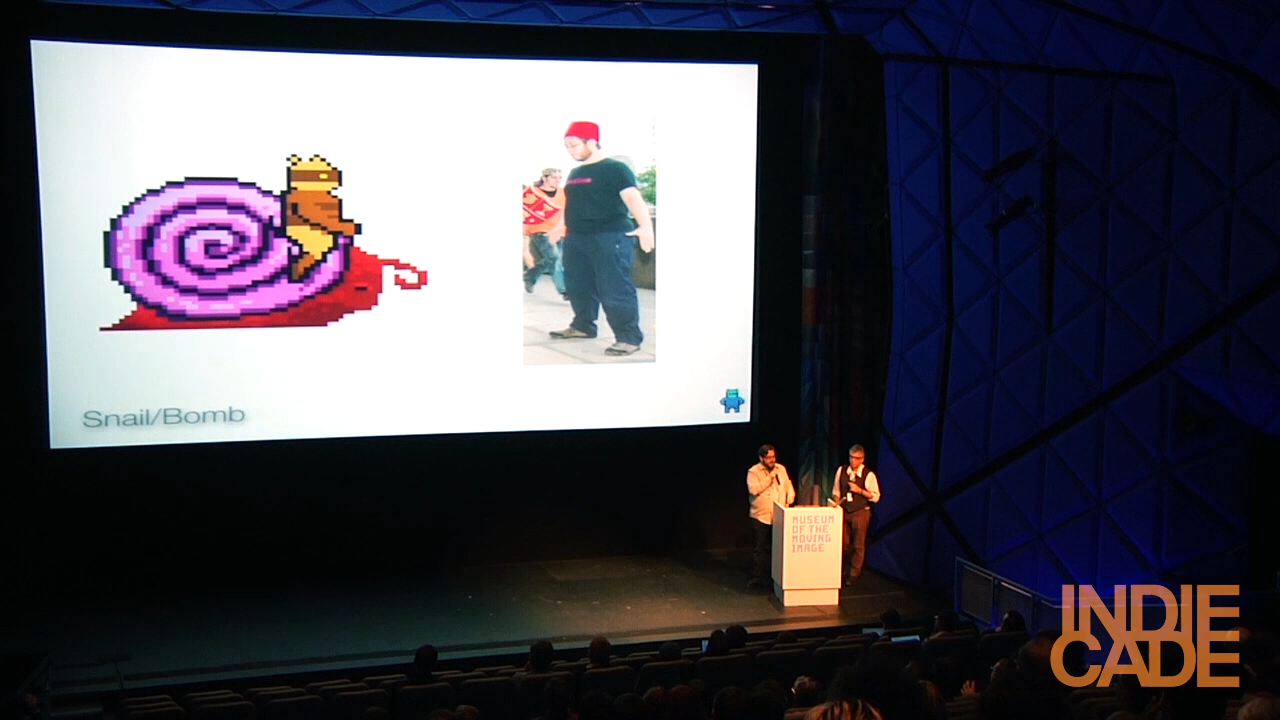 Snail/Bomb
MUSEUM
OF THE
MOVING
IMAGE
INDIE
CADE